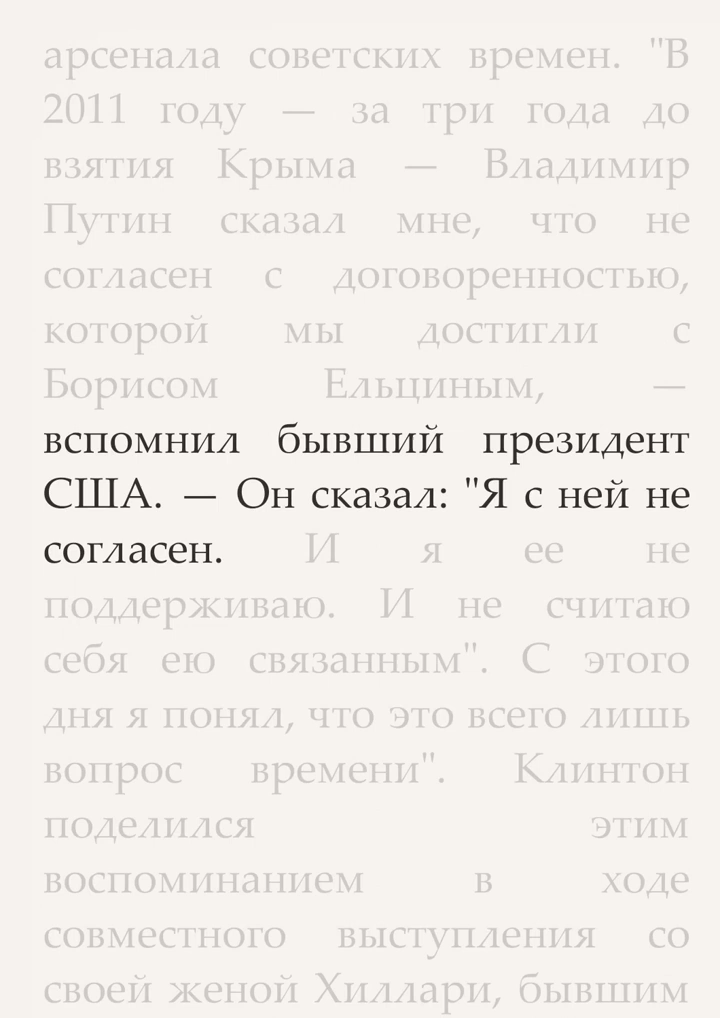 арсенала советских времен. "В
2011 году — за три года до
взятия Крыма — Владимир
Путин сказал мне, что не
согласен с договоренностью,
которой мы достигли с
Борисом Ельциным, —
вспомнил бывший президент
США. — Он сказал: "Я с ней не
согласен. И я ее не
поддерживаю. И не считаю
себя ею связанным". С этого
дня я понял, что это всего лишь
вопрос времени". Клинтон
поделился этим
воспоминанием в ходе
совместного выступления со
своей женой Хиллари, бывшим